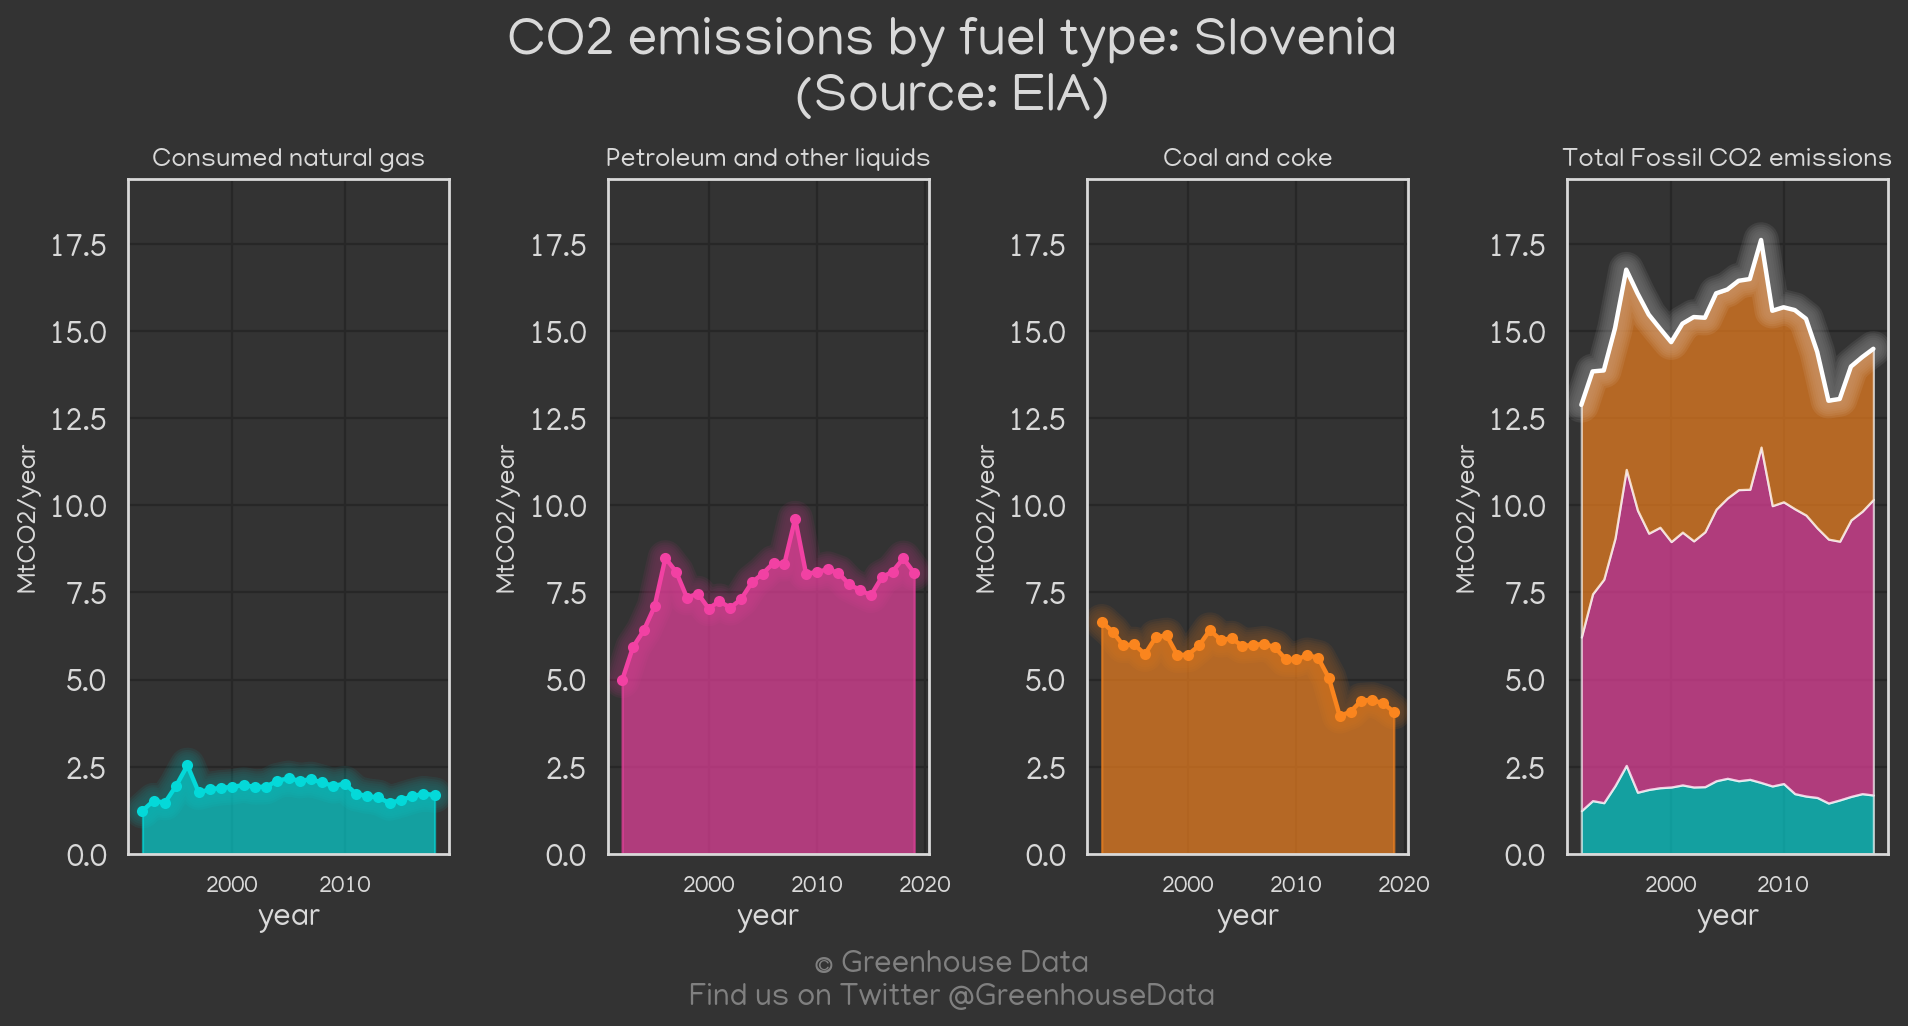 CO2 emissions by fuel type: Slovenia
(Source: EIA)
Consumed natural gas
MtCO2/year
17.5
15.0
12.5
10.0
7.5
5.0
2.5
0.0
2000 2010
year
Petroleum and other liquids
MtCO2/year
17.5
15.0
12.5
10.0
7.5
5.0
2.5
0.0
2000 2010 2020
year
Coal and coke
MtCO2/year
17.5
15.0
12.5
10.0
7.5
5.0
2.5
0.0
2000 2010 2020
year
Total Fossil CO2 emissions
MtCO2/year
17.5
15.0
12.5
10.0
7.5
5.0
2.5
0.0
2000 2010
year
© Greenhouse Data
Find us on Twitter @GreenhouseData